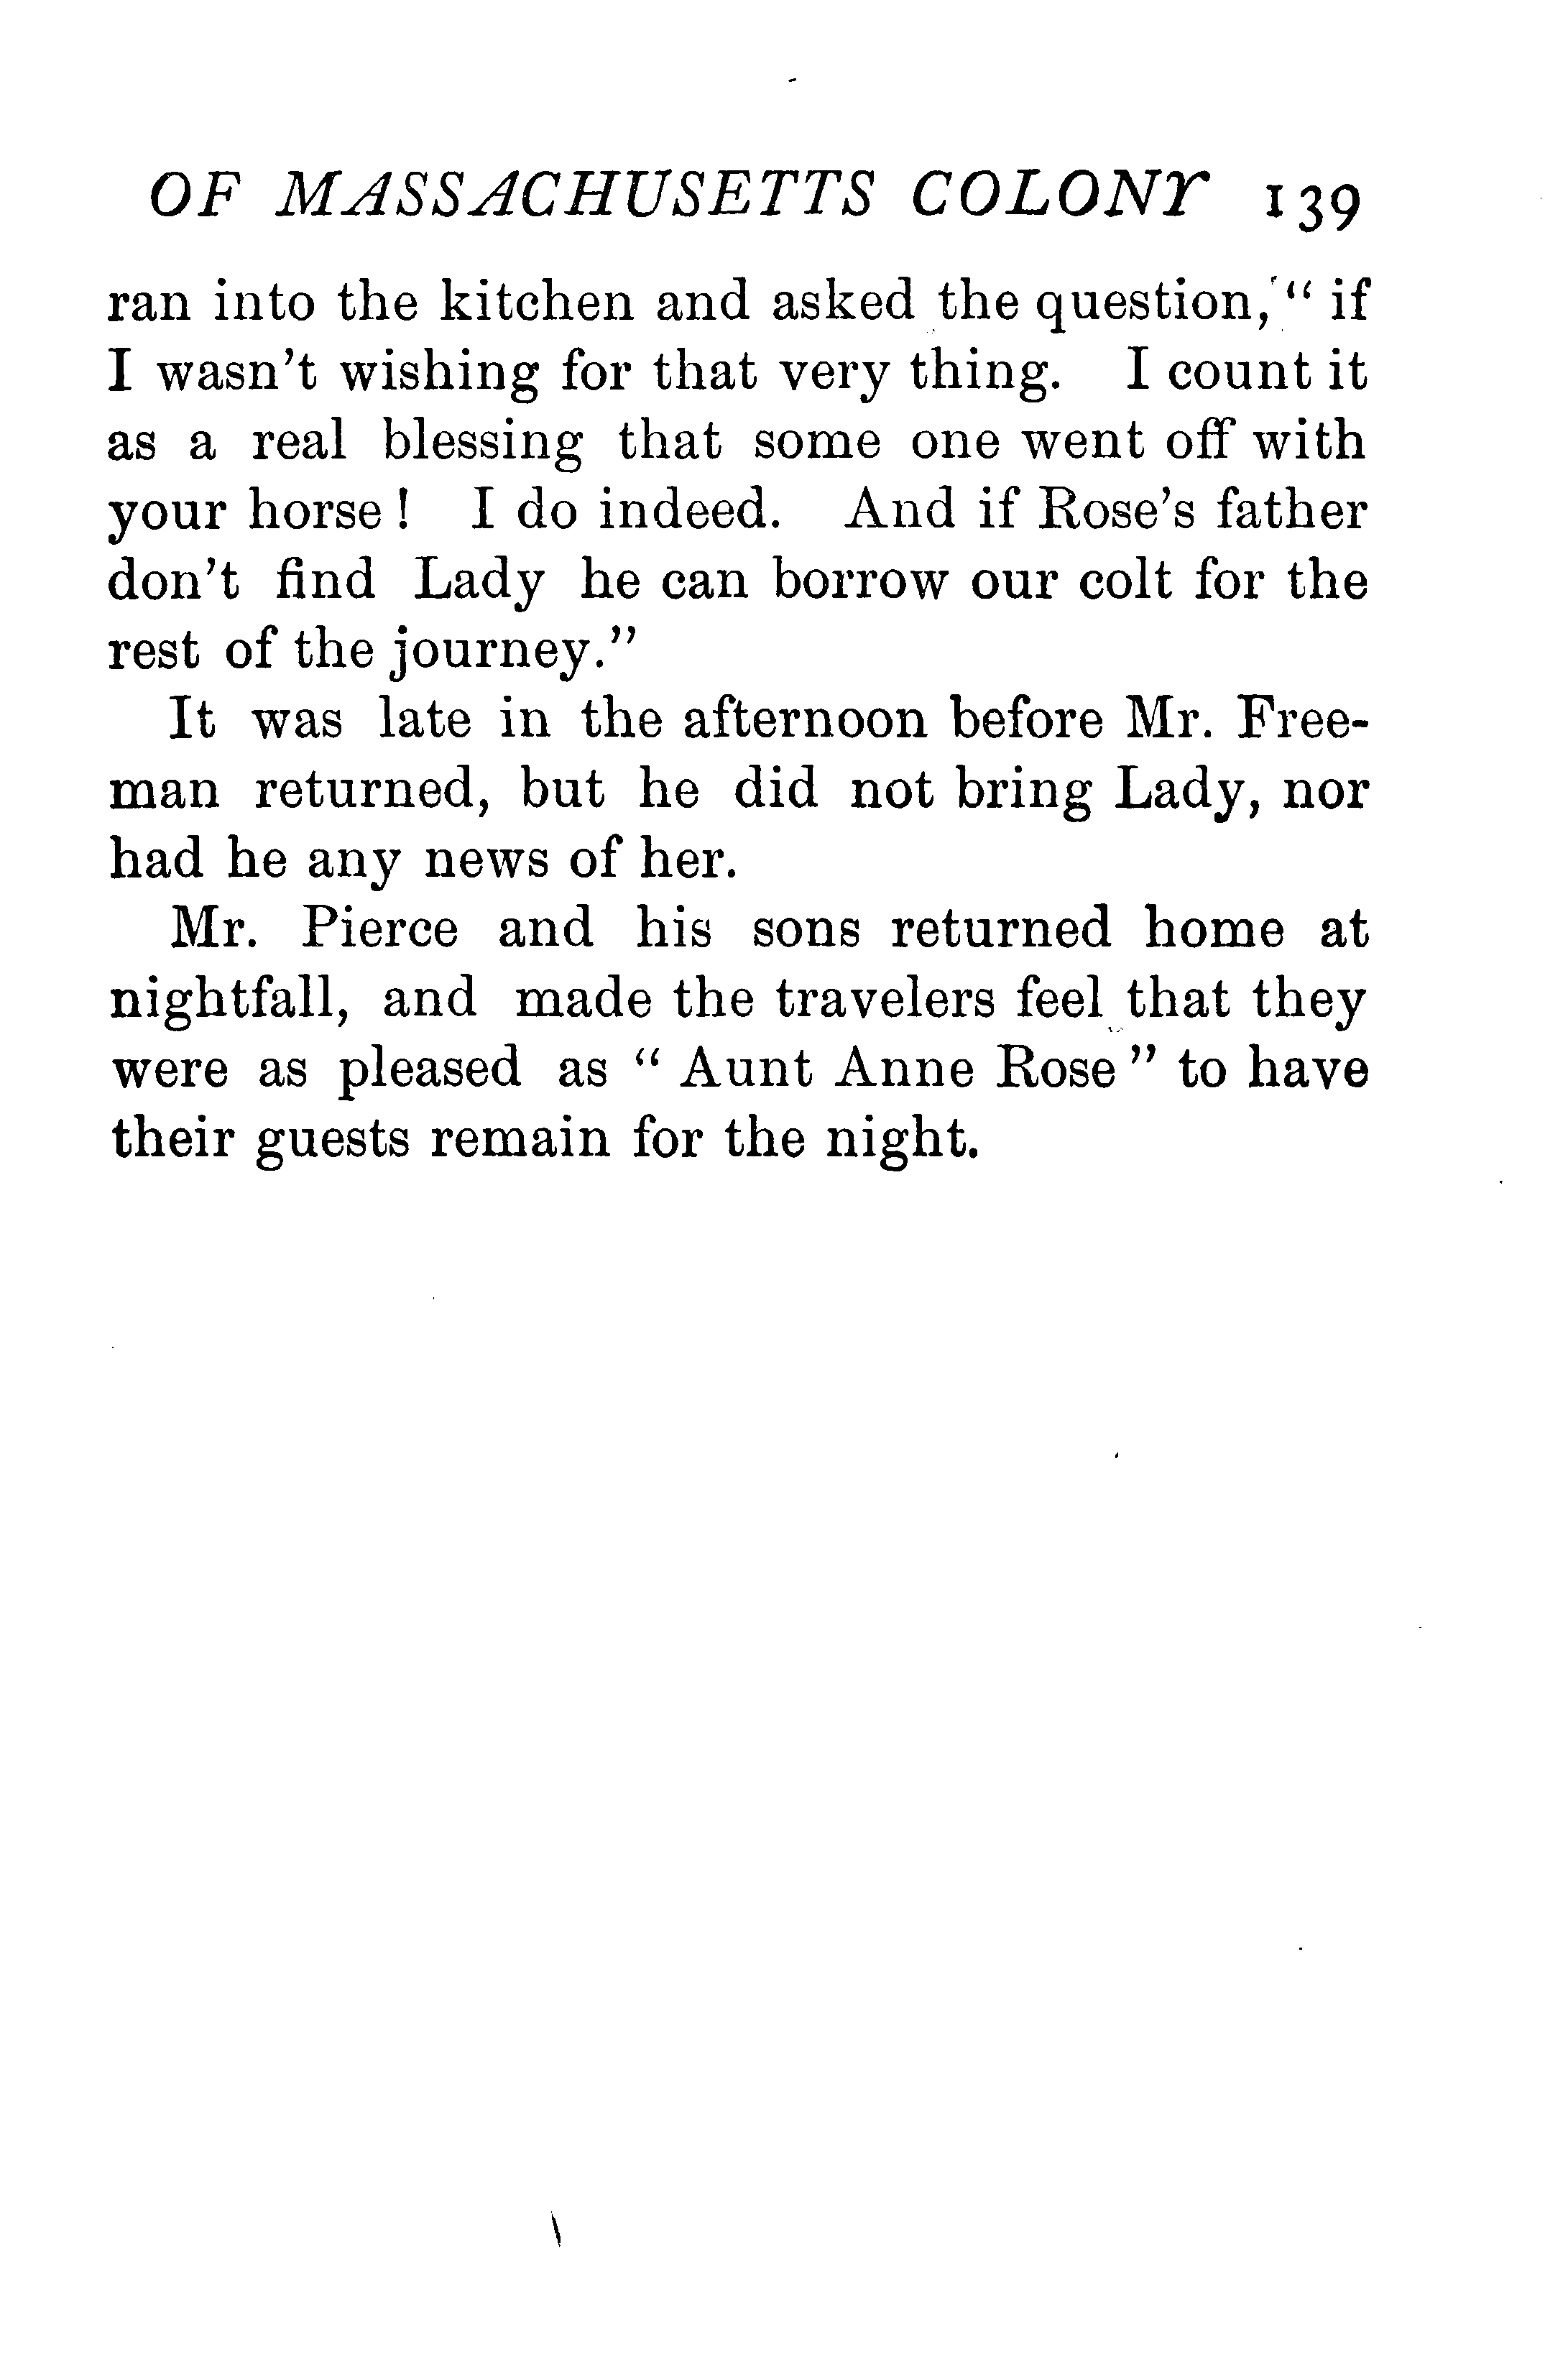 OF MASSACHUSETTS COLONY 139
ran into the kitchen and asked the question, “ if
I wasn't wishing for that very thing. I count it
as a real blessing that some one went off with
your horse ! I do indeed. And if Rose's father
don't find Lady he can borrow our colt for the
rest of the journey.”
It was late in the afternoon before Mr. Free-
man returned, but he did not bring Lady, nor
had he any news of her.
Mr. Pierce and his sons returned home at
nightfall, and made the travelers feel that they
were as pleased as “ Aunt Anne Rose ” to have
their guests remain for the night.